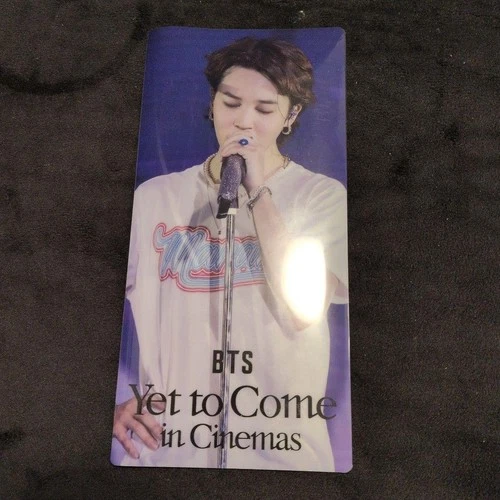 BTS
Yet to Come
in Cinemas